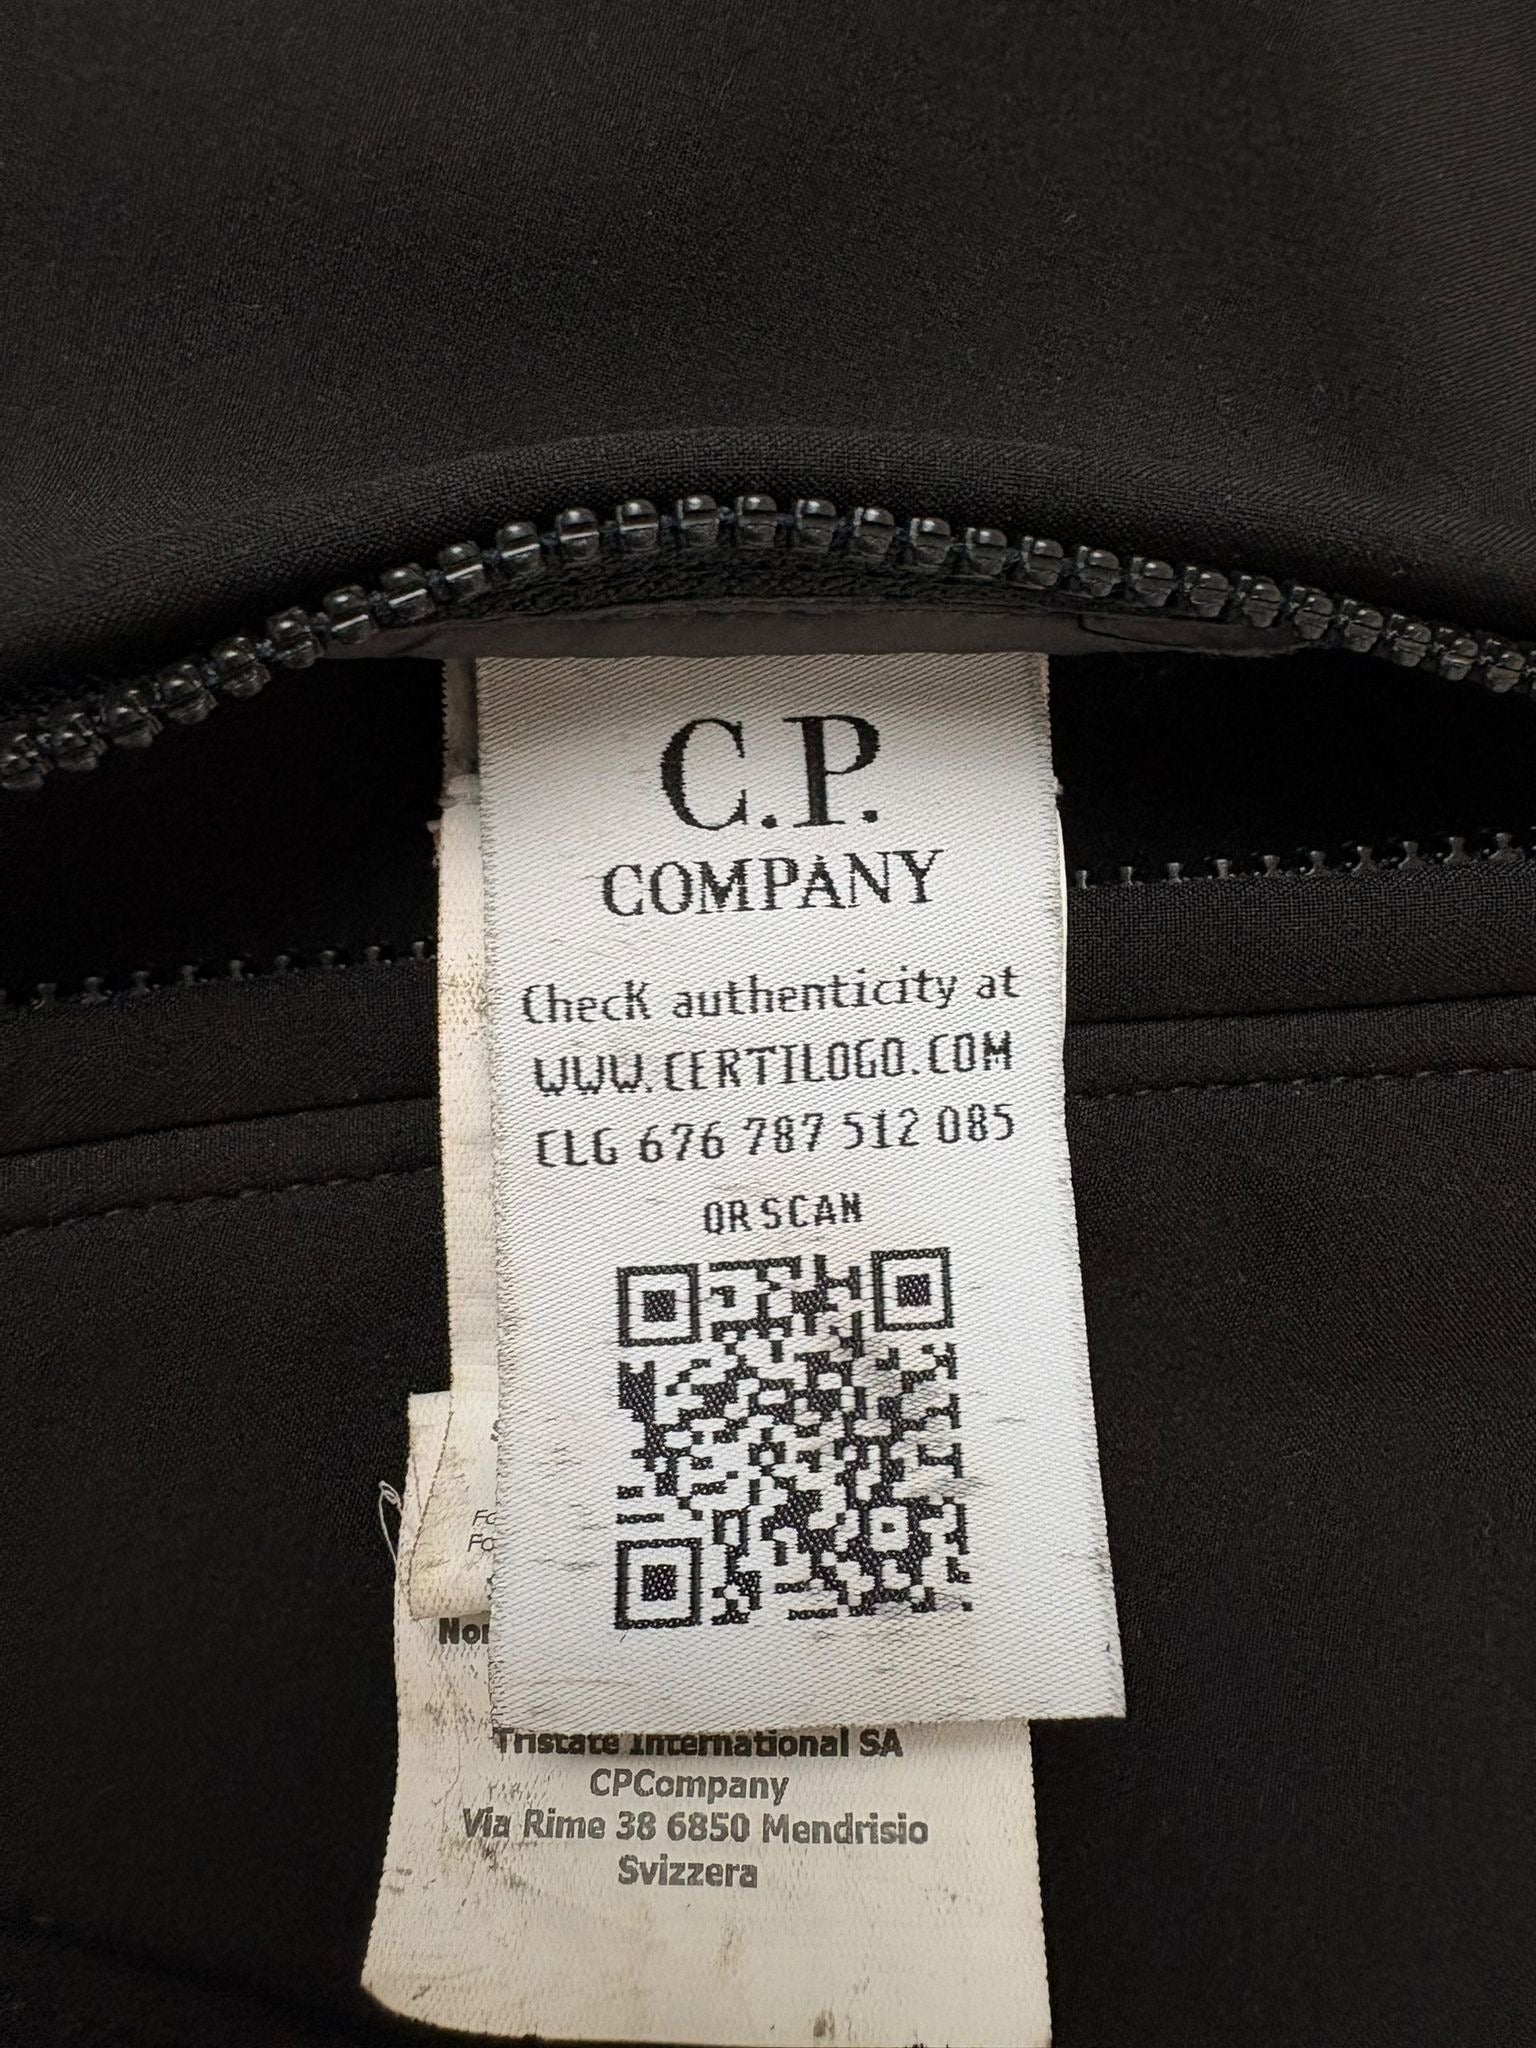 C.P.
COMPANY
Check authenticity at
WWW.CERTILOGO.COM
CLG 676 787 512 085
QR SCAN
Tristate International SA
CPCompany
Via Rime 38 6850 Mendrisio
Svizzera